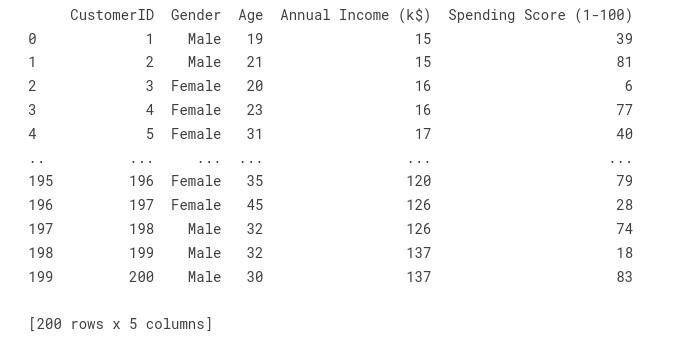 CustomerID Gender Age Annual Income (k$) Spending Score (1-100)
0 1 Male 19 15 39
1 2 Male 21 15 81
2 3 Female 20 16 6
3 4 Female 23 16 77
4 5 Female 31 17 40
.. ... ... ... ... ...
195 196 Female 35 120 79
196 197 Female 45 126 28
197 198 Male 32 126 74
198 199 Male 32 137 18
199 200 Male 30 137 83
[200 rows x 5 columns]